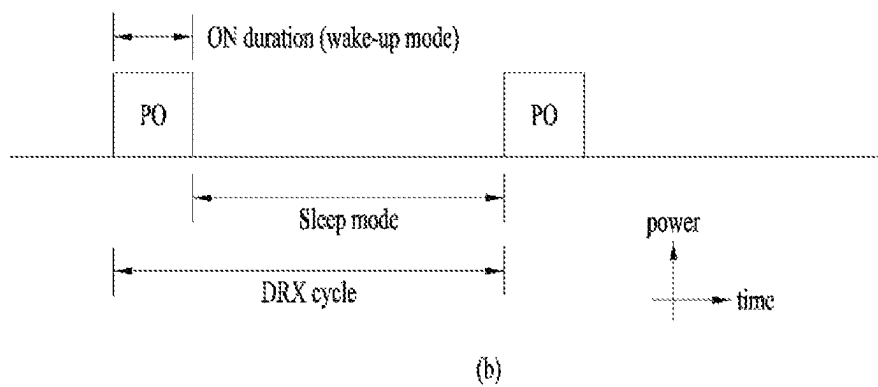 ON duration (wake-up mode)
PO
PO
Sleep mode
power
DRX cycle
time
(b)